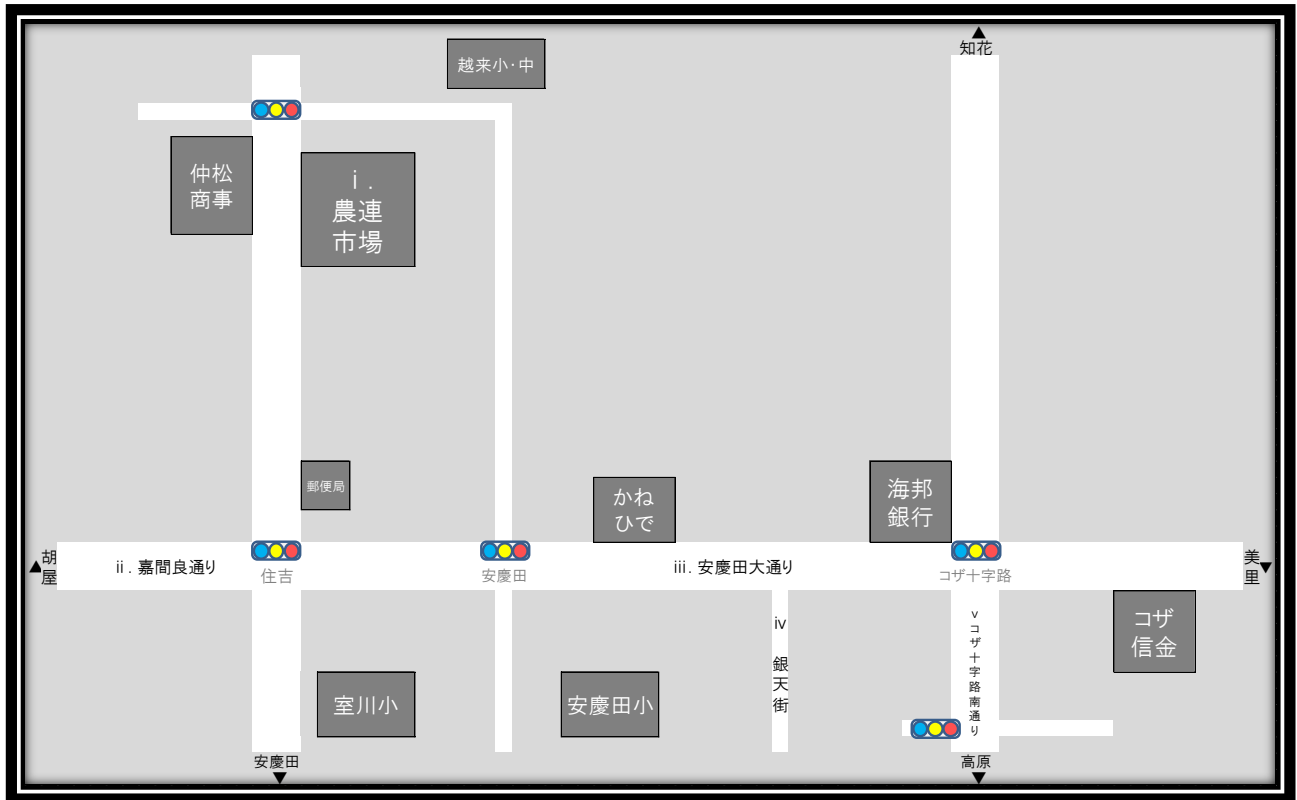 知花
越来小・中
仲松
商事
ⅰ.
農連
市場
郵便局
かね
ひで
海邦
銀行
胡屋
ⅱ.嘉間良通り
住吉
安慶田
ⅲ.安慶田大通り
コザ十字路
美里
ⅳ 銀天街
ⅴコザ十字路南通り
コザ
信金
室川小
安慶田小
安慶田
高原